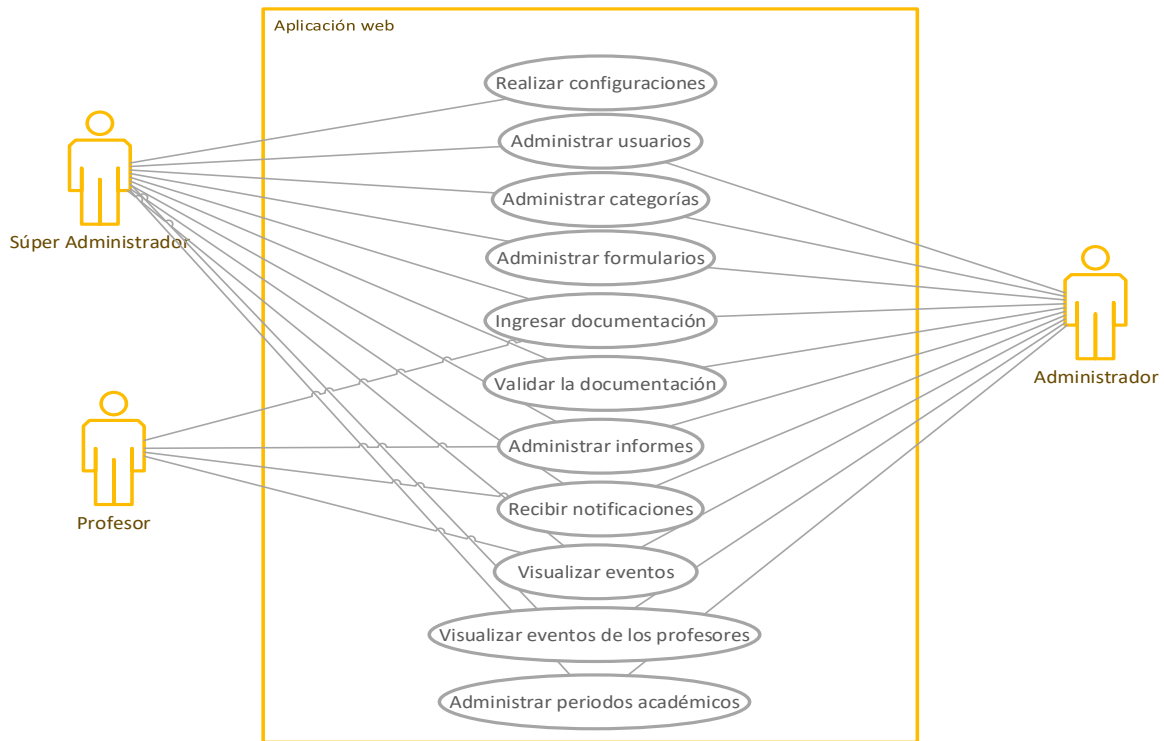 Aplicación web
Realizar configuraciones
Administrar usuarios
Administrar categorías
Súper Administrador
Administrar formularios
Ingresar documentación
Administrador
Validar la documentación
Administrar informes
Profesor
Recibir notificaciones
Visualizar eventos
Visualizar eventos de los profesores
Administrar periodos académicos